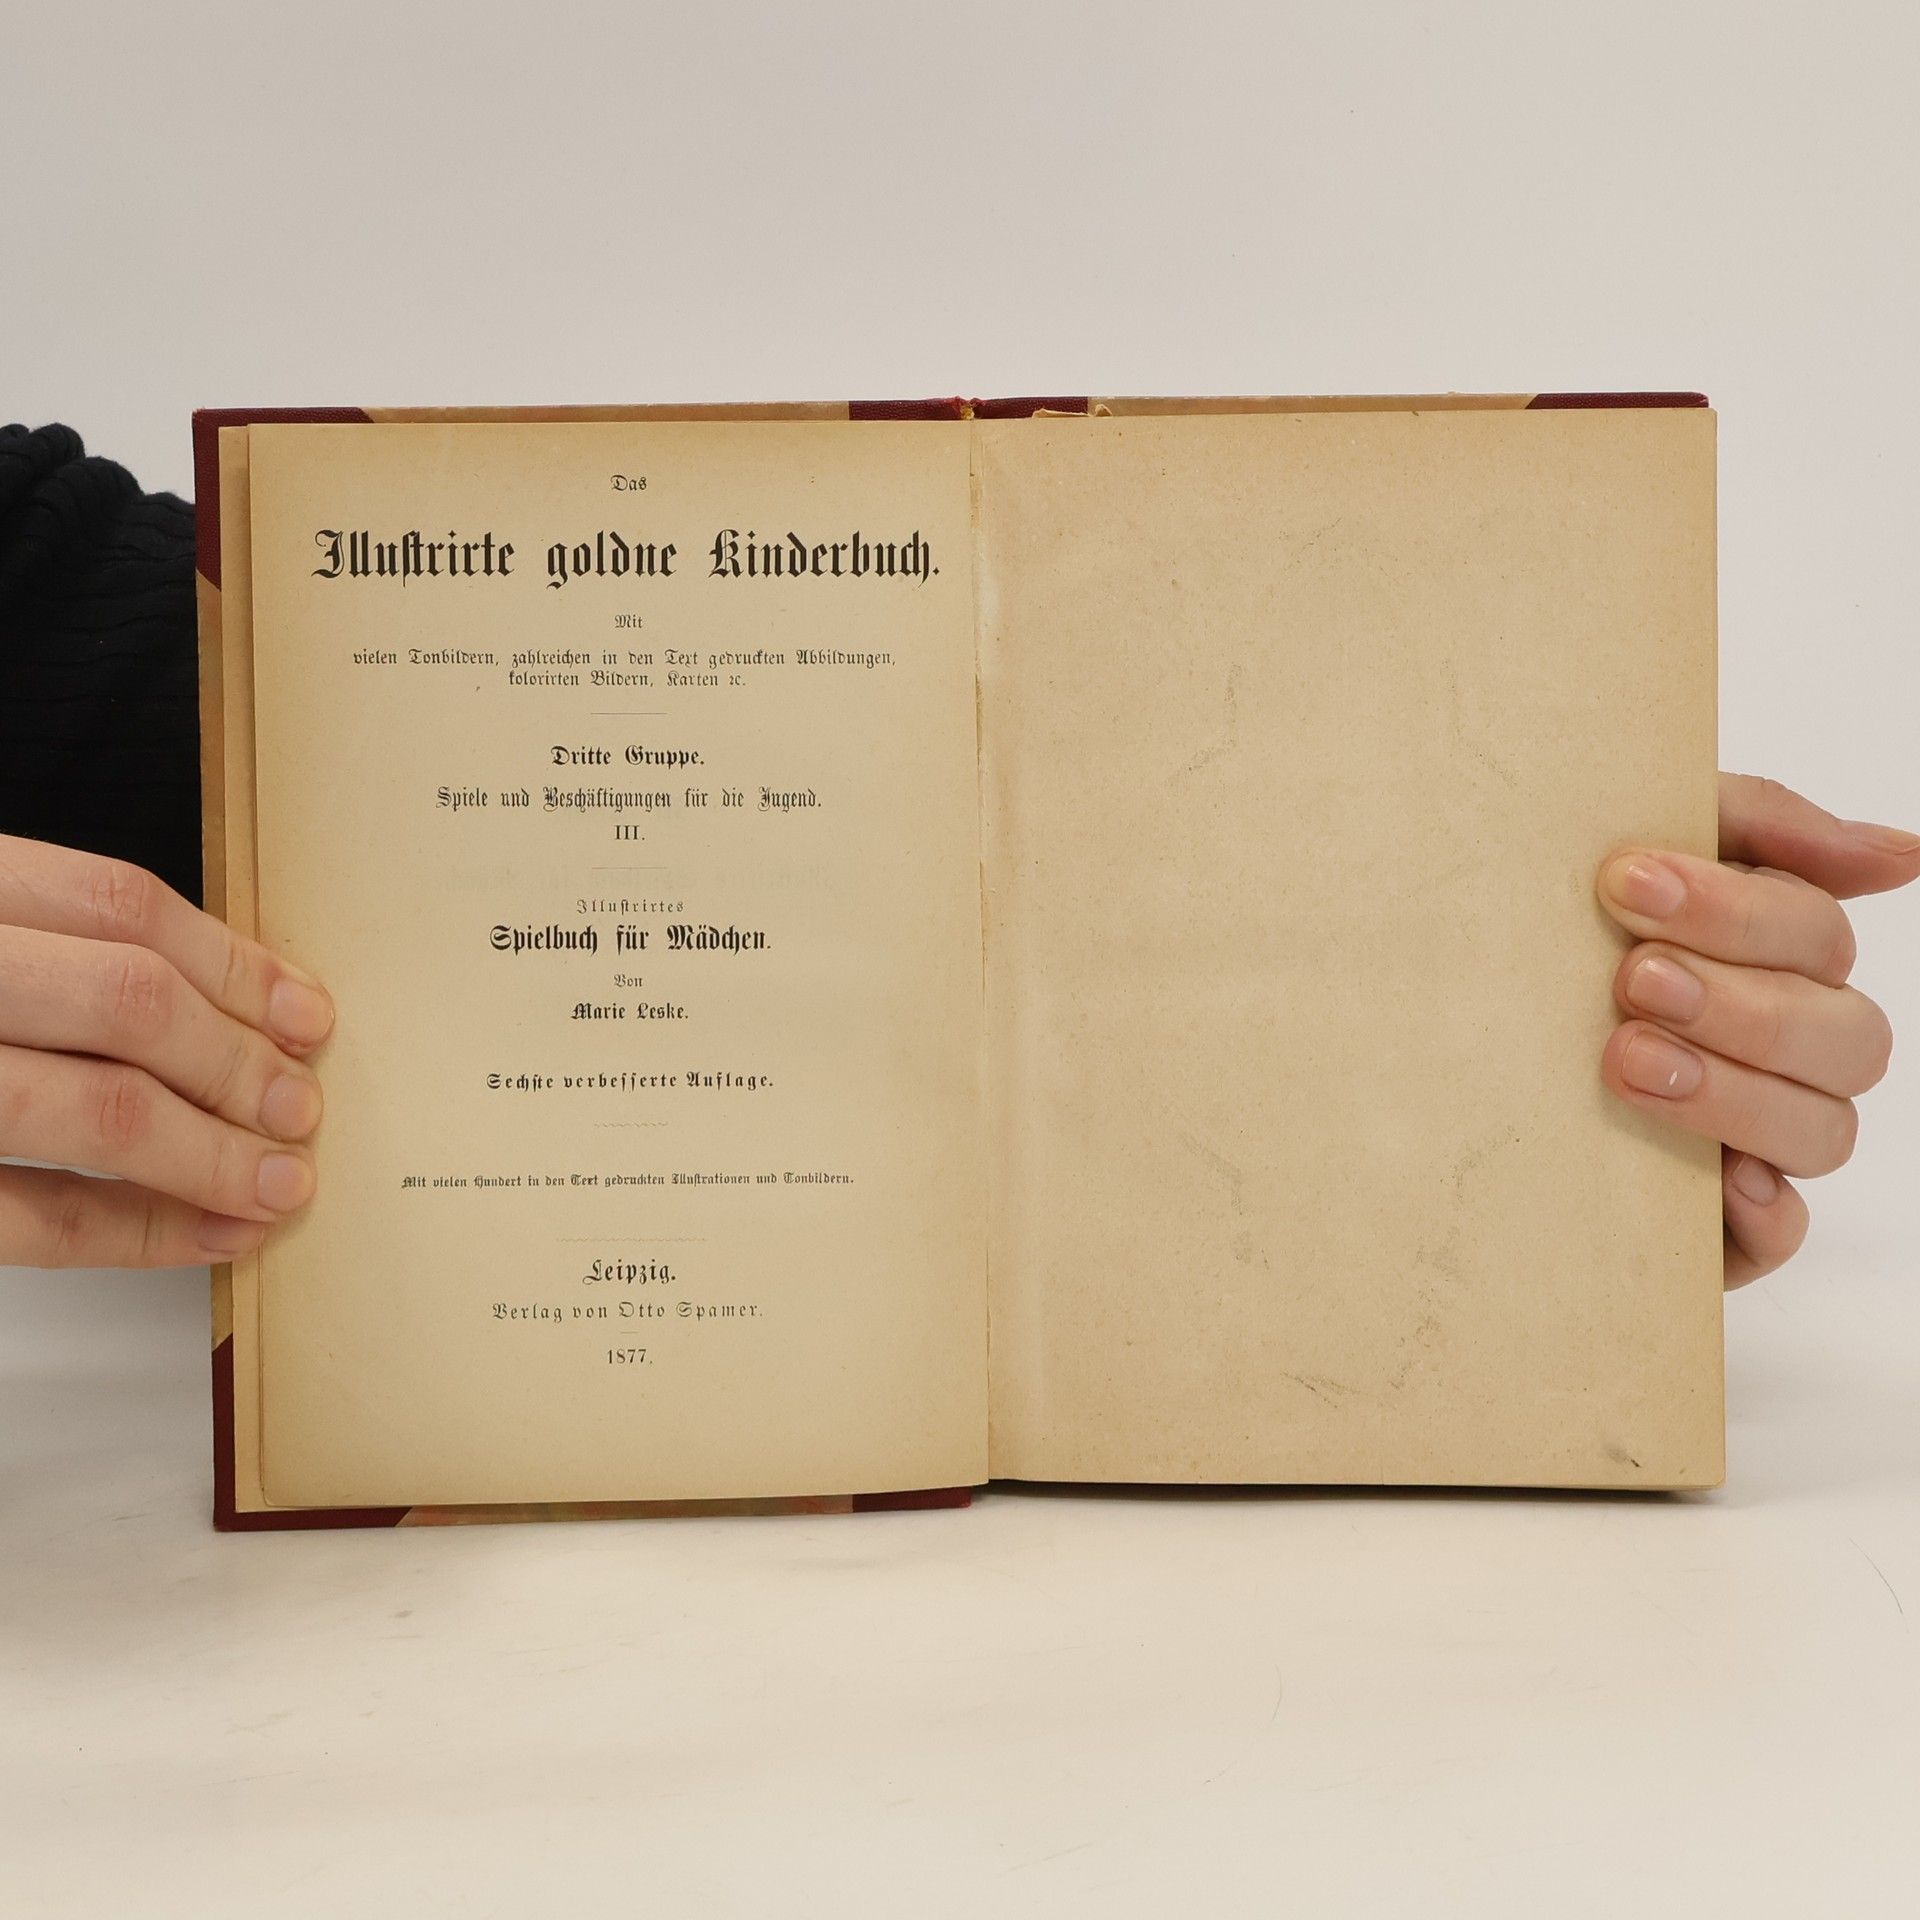 Das
Illustrirte goldne Kinderbuch.
Mit
vielen Tonbildern, zahlreichen in den Text gedruckten Abbildungen,
kolorirten Bildern, Karten ꝛc.
Dritte Gruppe.
Spiele und Beschäftigungen für die Jugend.
III.
Illustrirtes
Spielbuch für Mädchen.
Von
Marie Leske.
Sechste verbesserte Auflage.
Mit vielen Hundert in den Text gedruckten Illustrationen und Tonbildern.
Leipzig.
Verlag von Otto Spamer.
1877.